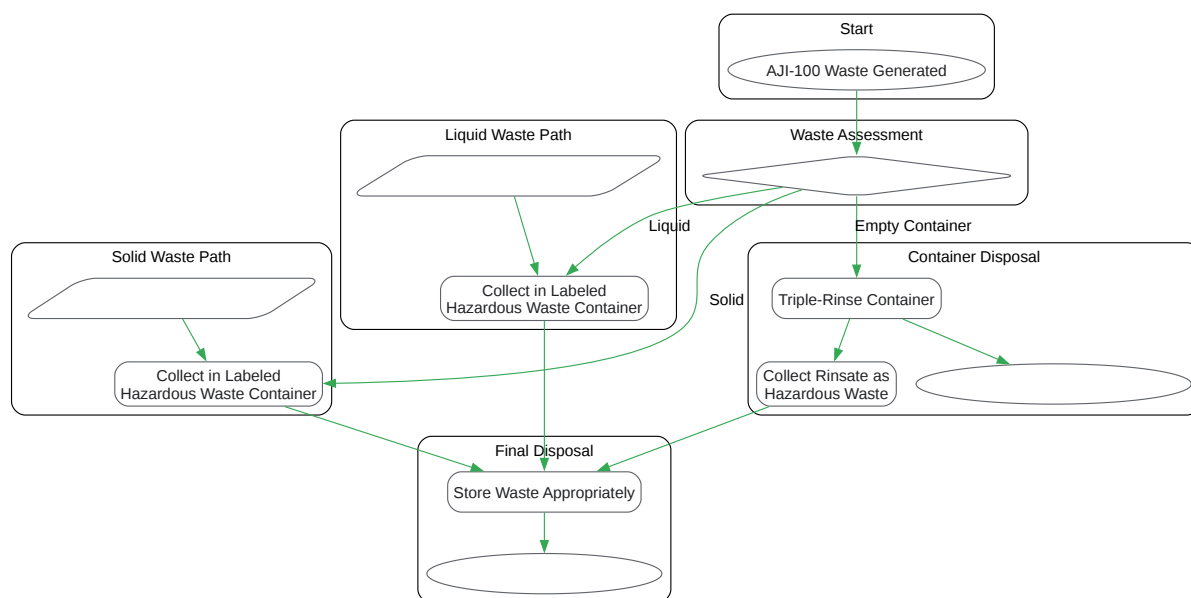 Start
AJI-100 Waste Generated
Liquid Waste Path
Waste Assessment
Liquid
Empty Container
Solid Waste Path
Container Disposal
Collect in Labeled
Hazardous Waste Container
Triple-Rinse Container
Solid
Collect in Labeled
Hazardous Waste Container
Collect Rinsate as
Hazardous Waste
Final Disposal
Store Waste Appropriately